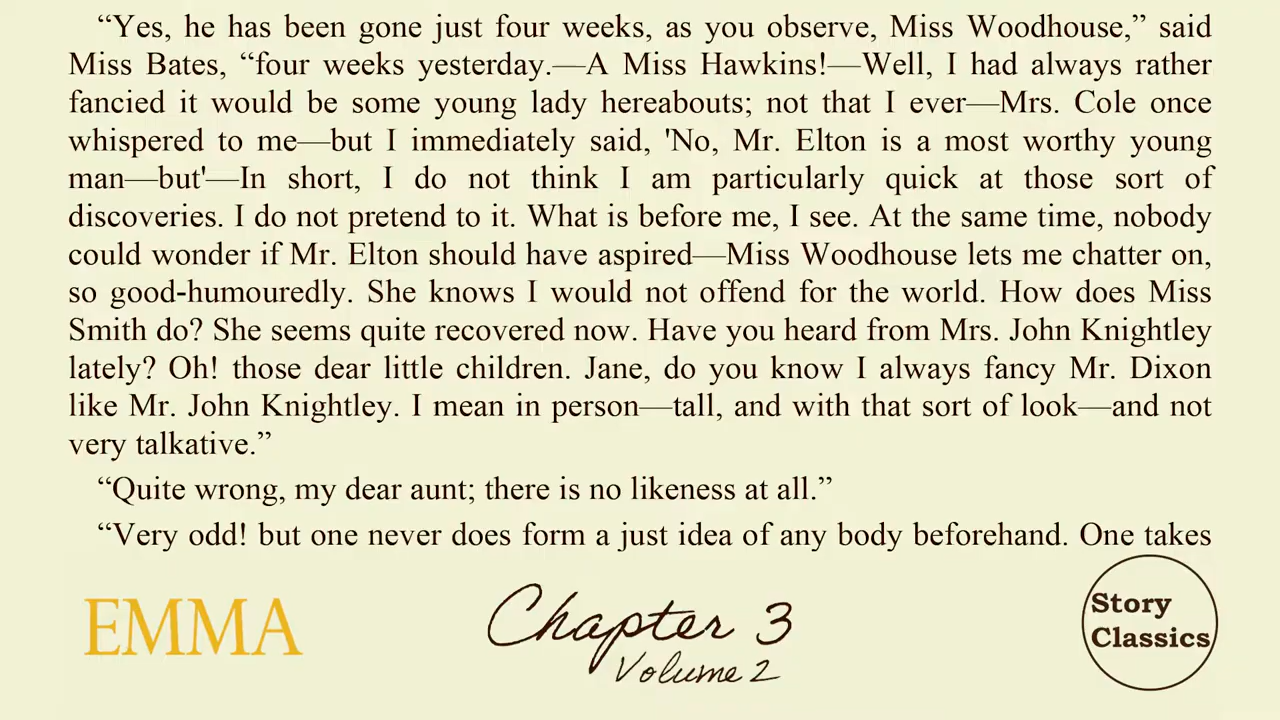 “Yes, he has been gone just four weeks, as you observe, Miss Woodhouse,” said
Miss Bates, “four weeks yesterday.—A Miss Hawkins!—Well, I had always rather
fancied it would be some young lady hereabouts; not that I ever—Mrs. Cole once
whispered to me—but I immediately said, 'No, Mr. Elton is a most worthy young
man—but'—In short, I do not think I am particularly quick at those sort of
discoveries. I do not pretend to it. What is before me, I see. At the same time, nobody
could wonder if Mr. Elton should have aspired—Miss Woodhouse lets me chatter on,
so good-humouredly. She knows I would not offend for the world. How does Miss
Smith do? She seems quite recovered now. Have you heard from Mrs. John Knightley
lately? Oh! those dear little children. Jane, do you know I always fancy Mr. Dixon
like Mr. John Knightley. I mean in person—tall, and with that sort of look—and not
very talkative.”
“Quite wrong, my dear aunt; there is no likeness at all.”
“Very odd! but one never does form a just idea of any body beforehand. One takes
EMMA
Chapter 3
Volume 2
Story
Classics